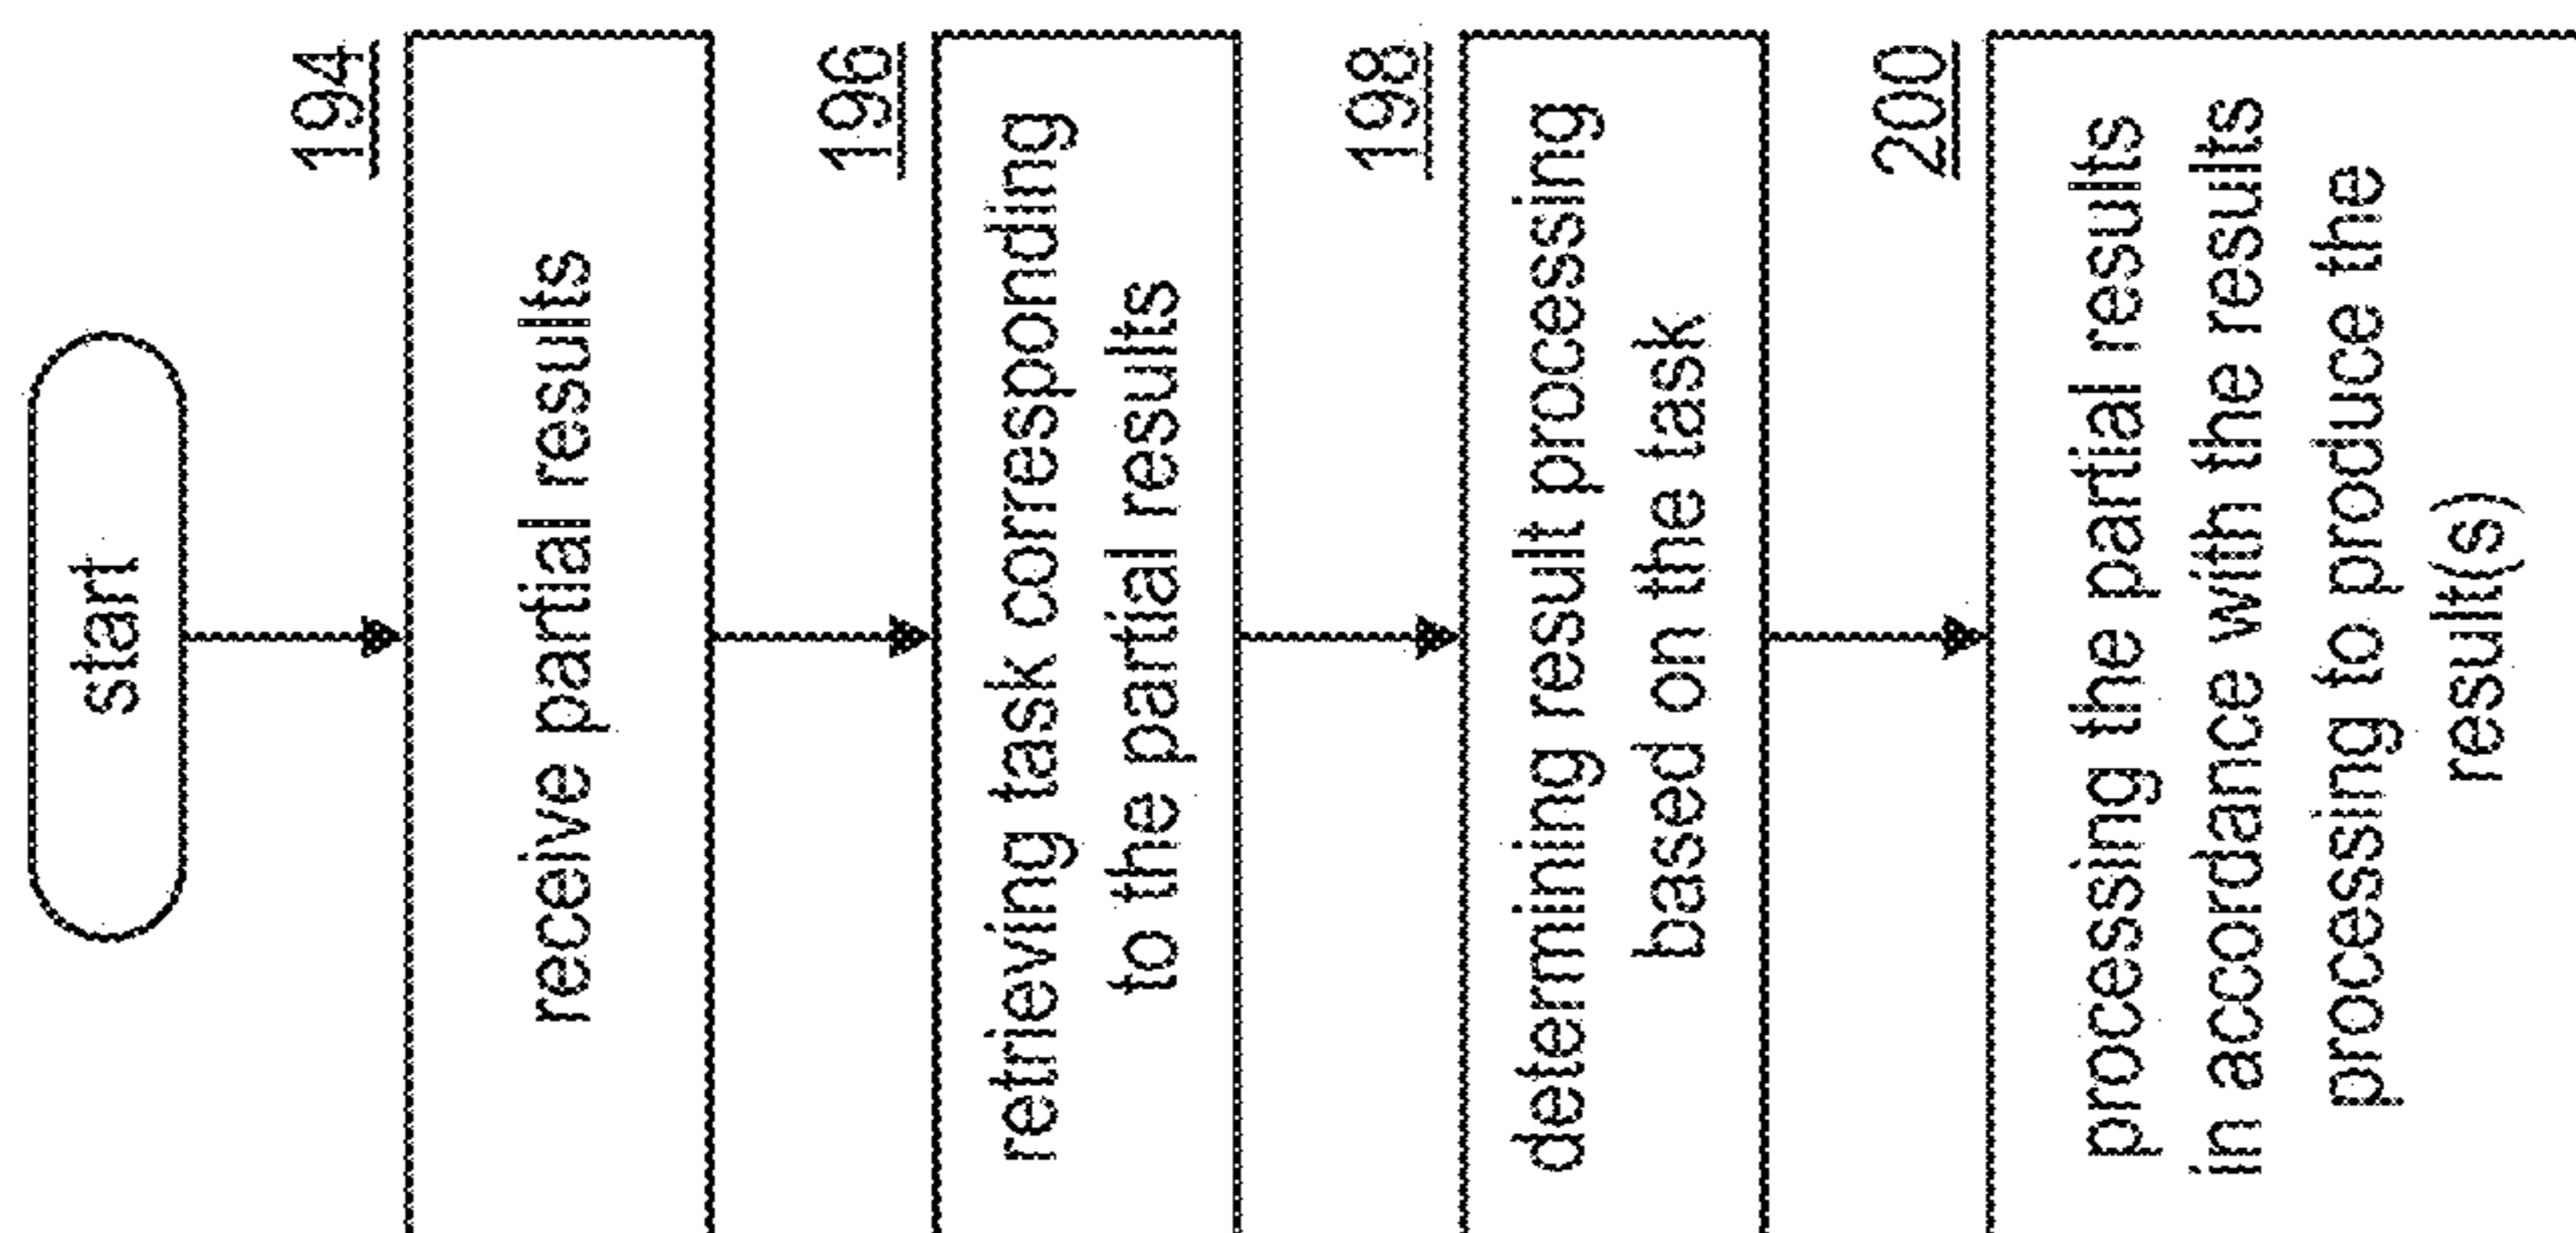 start
194
receive partial results
196
retrieving task corresponding
to the partial results
198
determining result processing
based on the task
200
processing the partial results
in accordance with the results
processing to produce the
result(s)